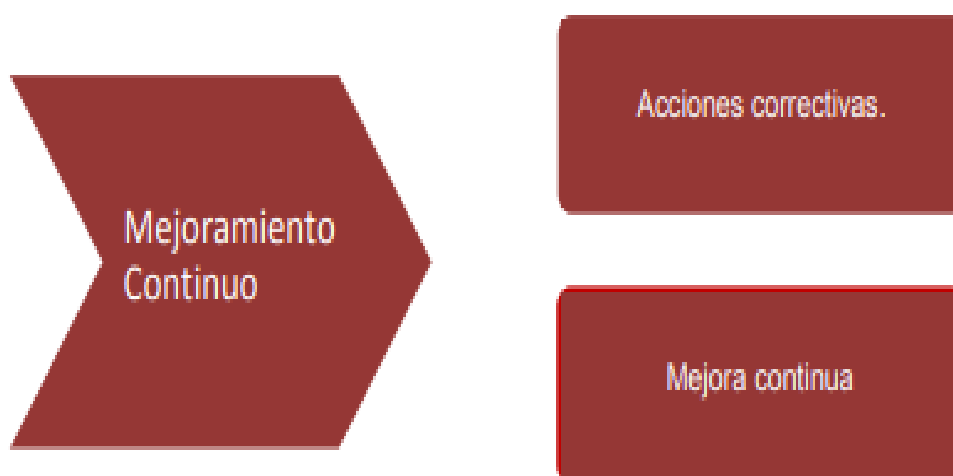 Mejoramiento
Continuo
Acciones correctivas.
Mejora continua